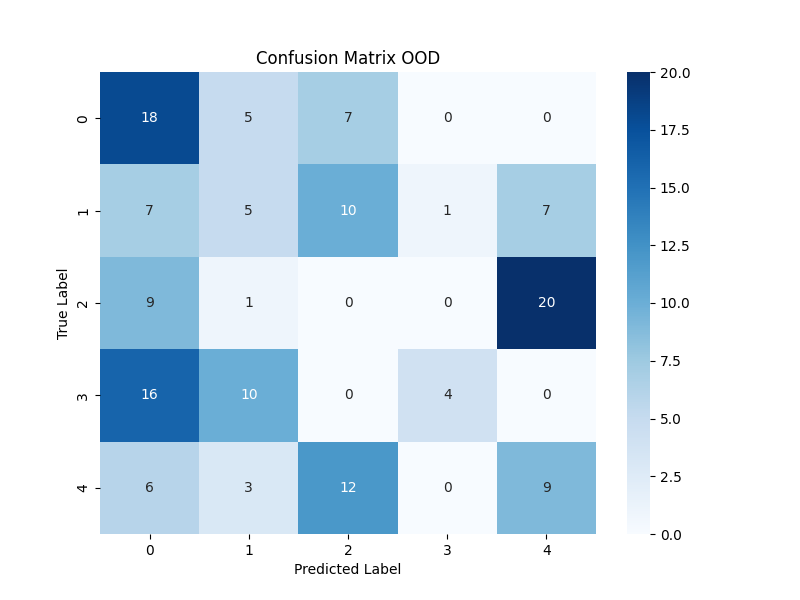 Confusion Matrix OOD
True Label
0 18 5 7 0 0
1 7 5 10 1 7
2 9 1 0 0 20
3 16 10 0 4 0
4 6 3 12 0 9
0 1 2 3 4
Predicted Label
20.0
17.5
15.0
12.5
10.0
7.5
5.0
2.5
0.0